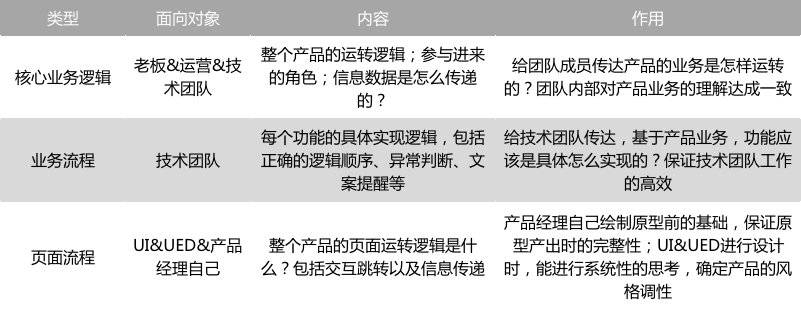 类型 面向对象 内容 作用
核心业务逻辑
老板&运营&技
术团队
整个产品的运转逻辑；参与进来
的角色；信息数据是怎么传递
的？
给团队成员传达产品的业务是怎样运转
的？团队内部对产品业务的理解达成一致
业务流程
技术团队
每个功能的具体实现逻辑，包括
正确的逻辑顺序、异常判断、文
案提醒等
给技术团队传达，基于产品业务，功能应
该是具体怎么实现的？保证技术团队工作
的高效
页面流程
UI&UED&产品
经理自己
整个产品的页面运转逻辑是什
么？包括交互跳转以及信息传递
产品经理自己绘制原型前的基础，保证原
型产出时的完整性；UI&UED进行设计
时，能进行系统性的思考，确定产品的风
格调性